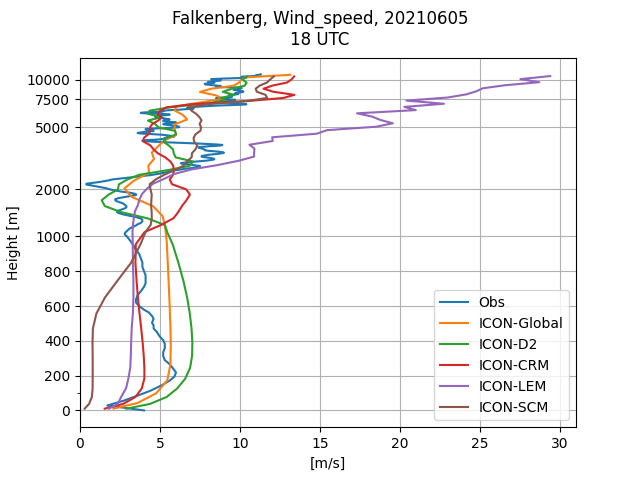 Falkenberg, Wind_speed, 20210605
18 UTC
10000
7500
5000
2000
1000
800
600
400
200
0
Height [m]
0 5 10 15 20 25 30
[m/s]
Obs
ICON-Global
ICON-D2
ICON-CRM
ICON-LEM
ICON-SCM